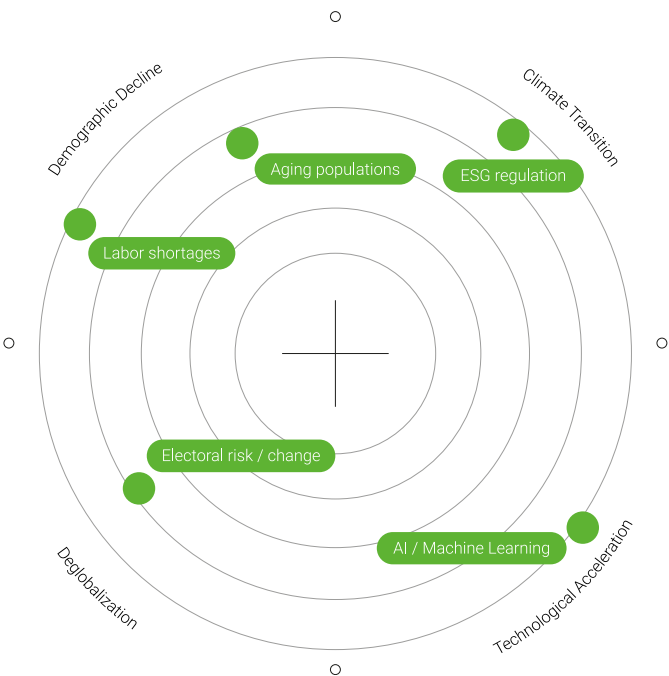 Demographic Decline
Climate Transition
Aging populations
ESG regulation
Labor shortages
Electoral risk / change
AI / Machine Learning
Deglobalization
Technological Acceleration